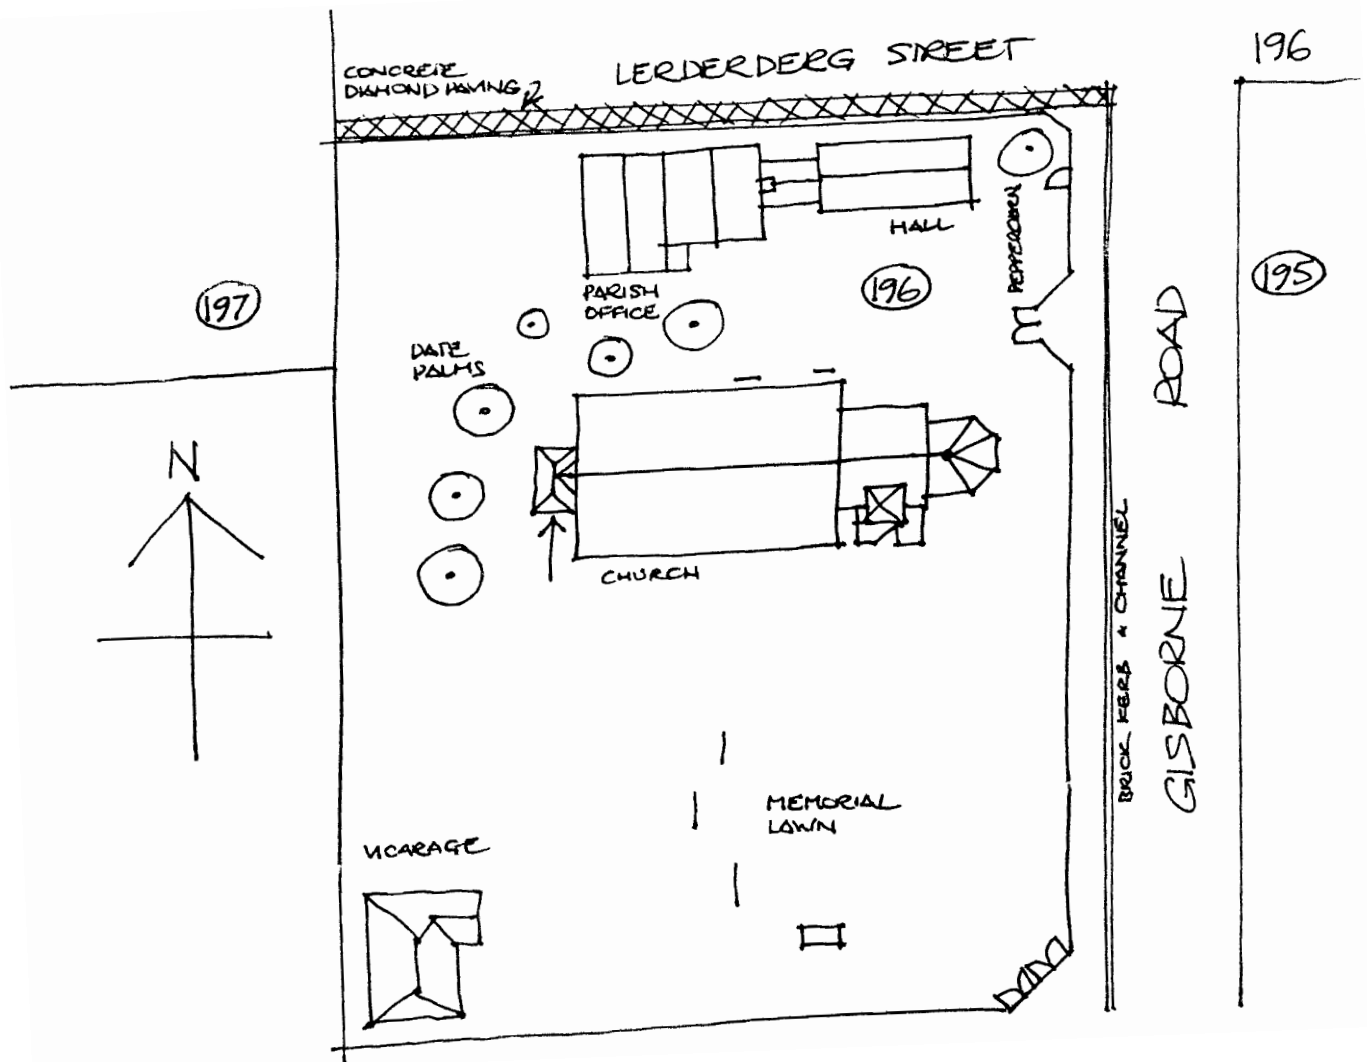 196
LERDERDERG STREET
CONCRETE
DIAMOND PAVING
HALL
PEPPERCORN
PARISH
OFFICE
196
195
197
DATE
PALMS
ROAD
N
CHURCH
BRICK KERB & CHANNEL
GISBORNE
MEMORIAL
LAWN
VICARAGE